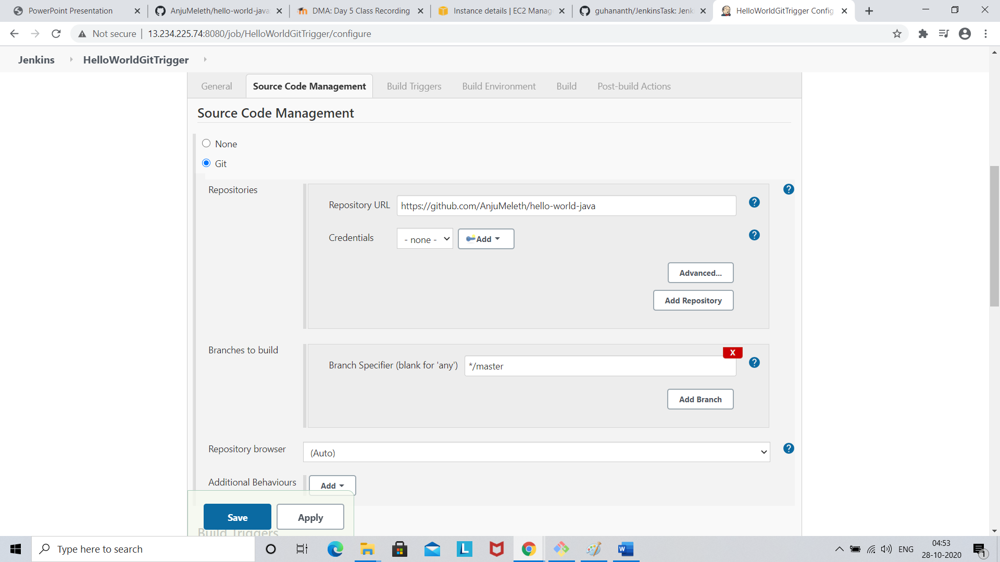 PowerPoint Presentation
AnjuMeleth/hello-world-java
DMA: Day 5 Class Recording
Instance details | EC2 Manag
guhananth/JenkinsTask: Jenk
HelloWorldGitTrigger Config
Not secure
13.234.225.74:8080/job/HelloWorldGitTrigger/configure
Jenkins
HelloWorldGitTrigger
General
Source Code Management
Build Triggers
Build Environment
Build
Post-build Actions
Source Code Management
None
Git
Repositories
Repository URL
https://github.com/AnjuMeleth/hello-world-java
Credentials
- none -
Add
Advanced...
Add Repository
Branches to build
X
Branch Specifier (blank for 'any')
*/master
Add Branch
Repository browser
(Auto)
Additional Behaviours
Add
Save
Apply
Build Triggers
Type here to search
ENG
04:53
28-10-2020
1